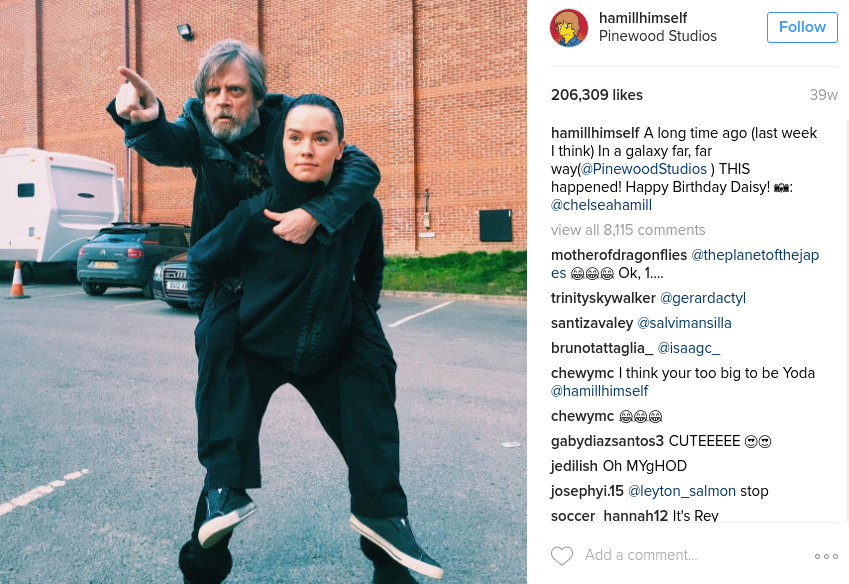 hamillhimself
Pinewood Studios
Follow
206,309 likes
39w
hamillhimself A long time ago (last week
I think) In a galaxy far, far
way(@PinewoodStudios ) THIS
happened! Happy Birthday Daisy! 📷:
@chelseahamill
view all 8,115 comments
motherofdragonflies @theplanetofthejap
es 😂😂😂 Ok, 1....
trinityskywalker @gerardactyl
santizavaley @salvimansilla
brunotattaglia_ @isaagc_
chewymc I think your too big to be Yoda
@hamillhimself
chewymc 😂😂😂
gabydiazsantos3 CUTEEEEE 😍😍
jedilish Oh MYgHOD
josephyi.15 @leyton_salmon stop
soccer_hannah12 It's Rey
Add a comment...